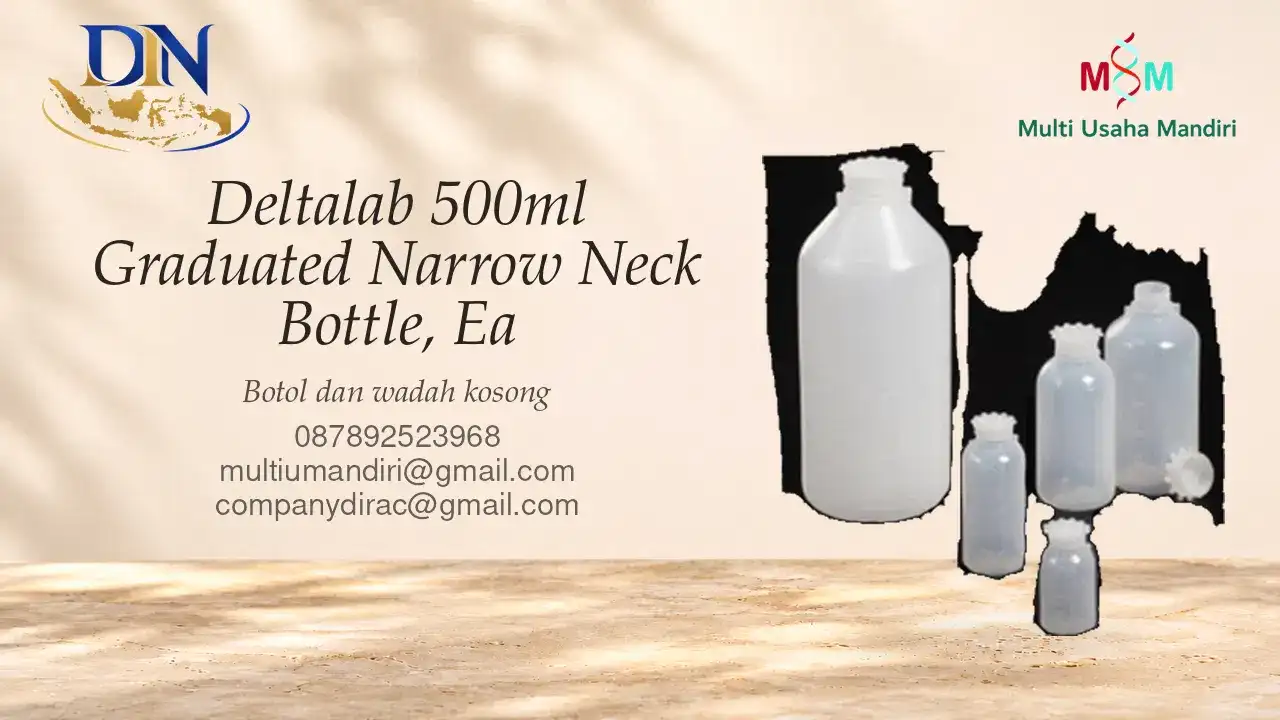 DIN
MSM
Multi Usaha Mandiri
Deltalab 500ml
Graduated Narrow Neck
Bottle, Ea
Botol dan wadah kosong
087892523968
multiumandiri@gmail.com
companydirac@gmail.com